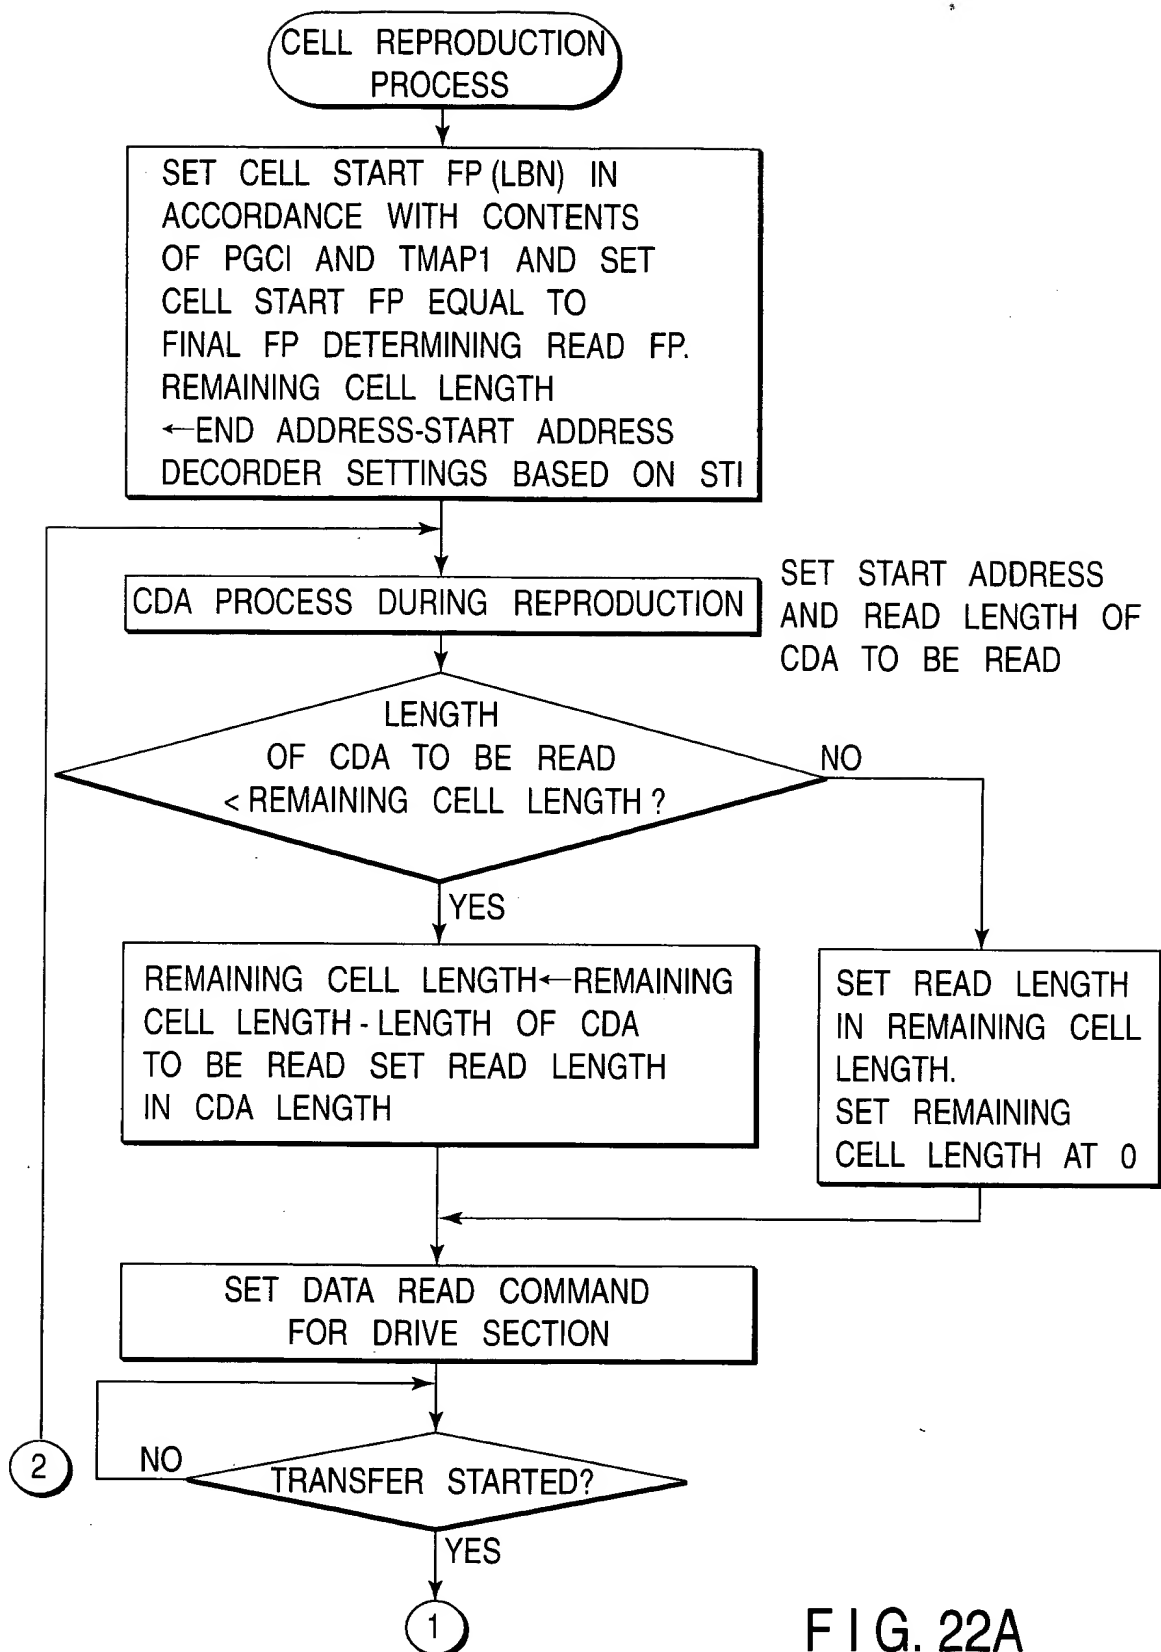 CELL REPRODUCTION
PROCESS
SET CELL START FP (LBN) IN
ACCORDANCE WITH CONTENTS
OF PGCI AND TMAP1 AND SET
CELL START FP EQUAL TO
FINAL FP DETERMINING READ FP.
REMAINING CELL LENGTH
←END ADDRESS-START ADDRESS
DECORDER SETTINGS BASED ON STI
CDA PROCESS DURING REPRODUCTION
SET START ADDRESS
AND READ LENGTH OF
CDA TO BE READ
LENGTH
OF CDA TO BE READ
< REMAINING CELL LENGTH ?
NO
YES
REMAINING CELL LENGTH←REMAINING
CELL LENGTH - LENGTH OF CDA
TO BE READ SET READ LENGTH
IN CDA LENGTH
SET READ LENGTH
IN REMAINING CELL
LENGTH.
SET REMAINING
CELL LENGTH AT 0
SET DATA READ COMMAND
FOR DRIVE SECTION
2
NO
TRANSFER STARTED?
YES
1
FIG. 22A